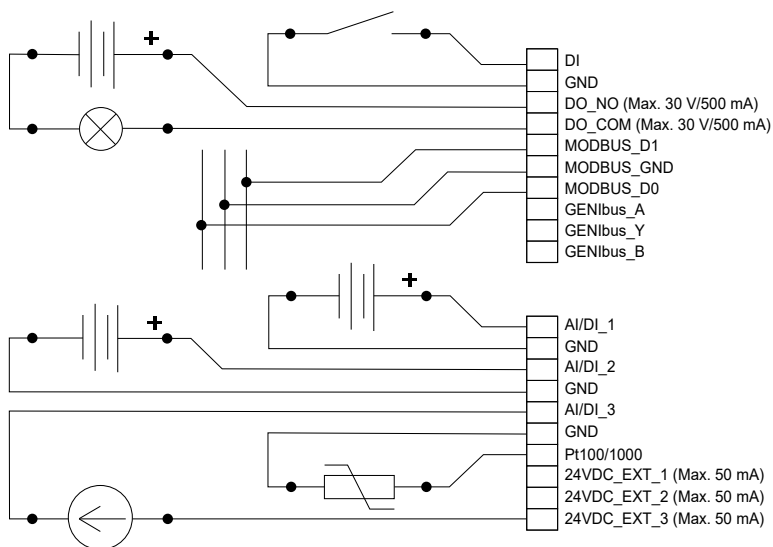 DI
GND
DO_NO (Max. 30 V/500 mA)
DO_COM (Max. 30 V/500 mA)
MODBUS_D1
MODBUS_GND
MODBUS_D0
GENIbus_A
GENIbus_Y
GENIbus_B
AI/DI_1
GND
AI/DI_2
GND
AI/DI_3
GND
Pt100/1000
24VDC_EXT_1 (Max. 50 mA)
24VDC_EXT_2 (Max. 50 mA)
24VDC_EXT_3 (Max. 50 mA)